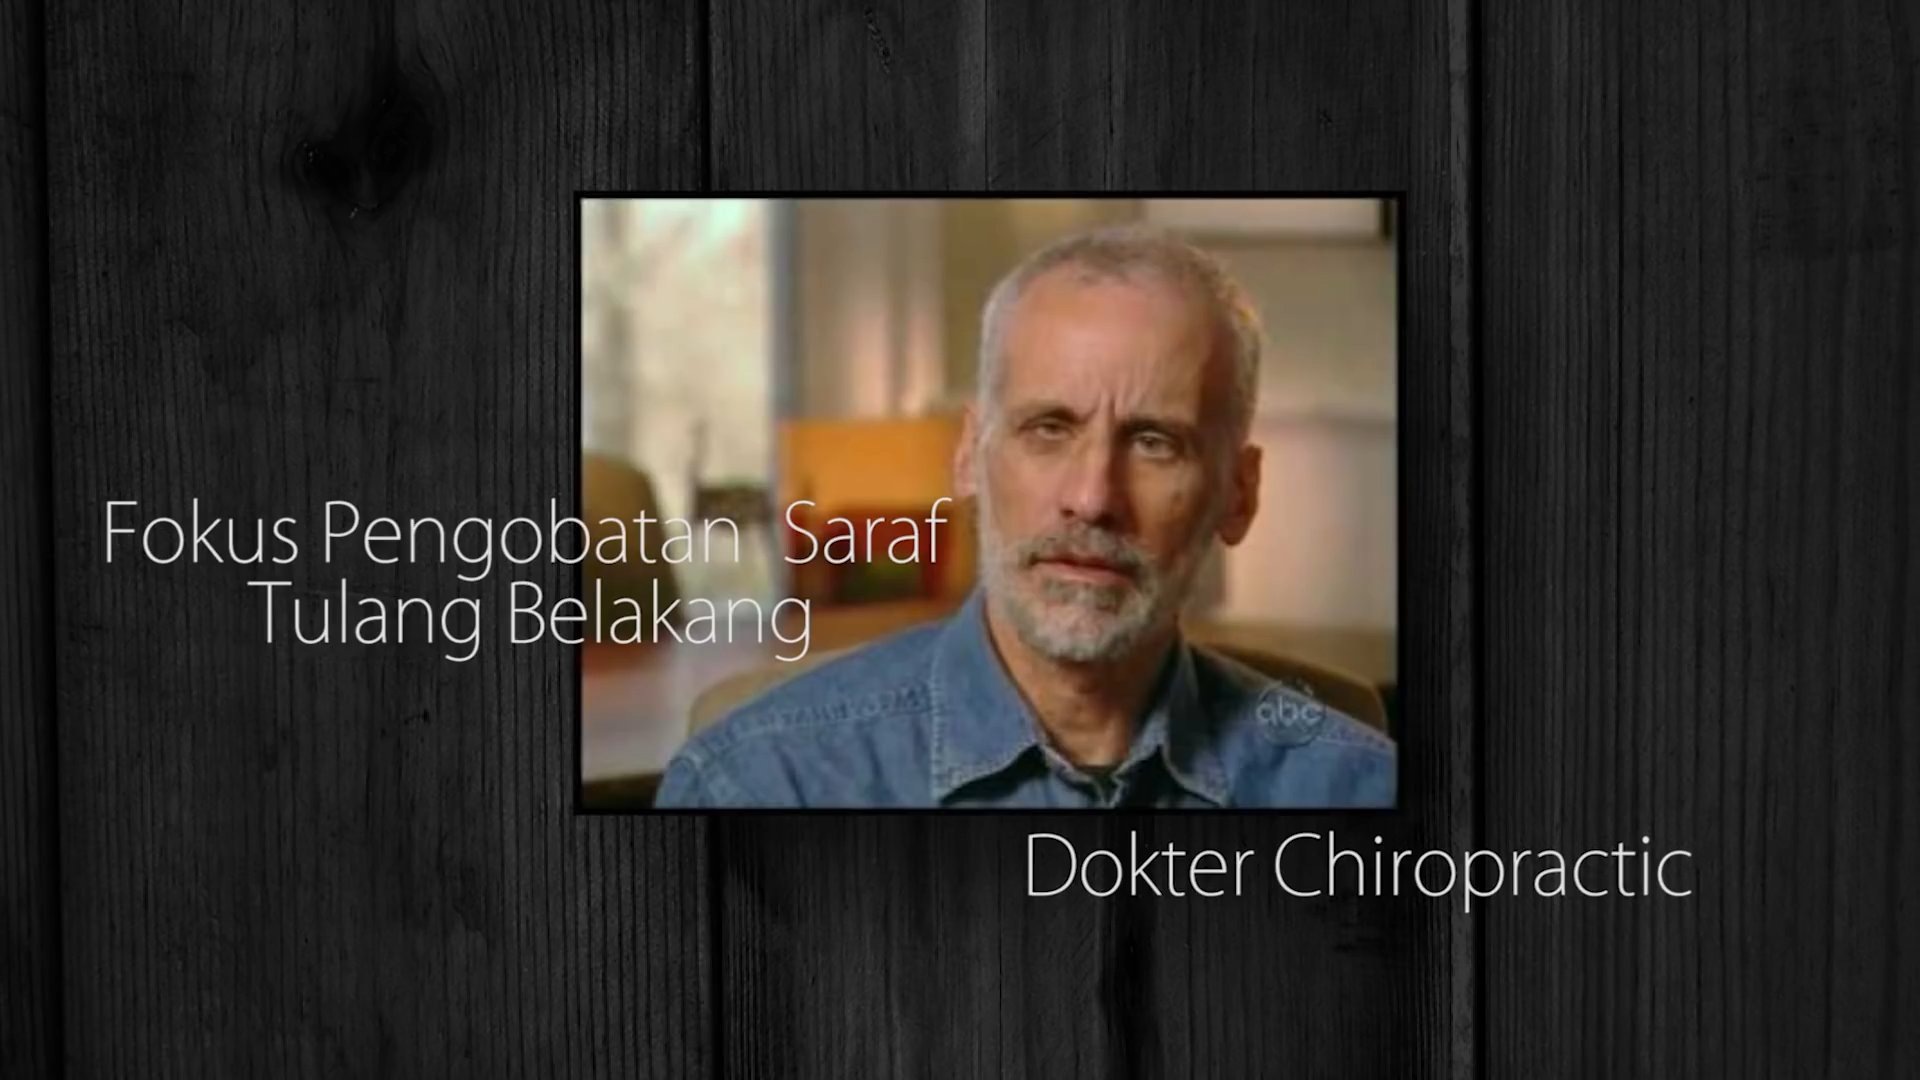 Fokus Pengobatan Saraf
Tulang Belakang
abc
Dokter Chiropractic